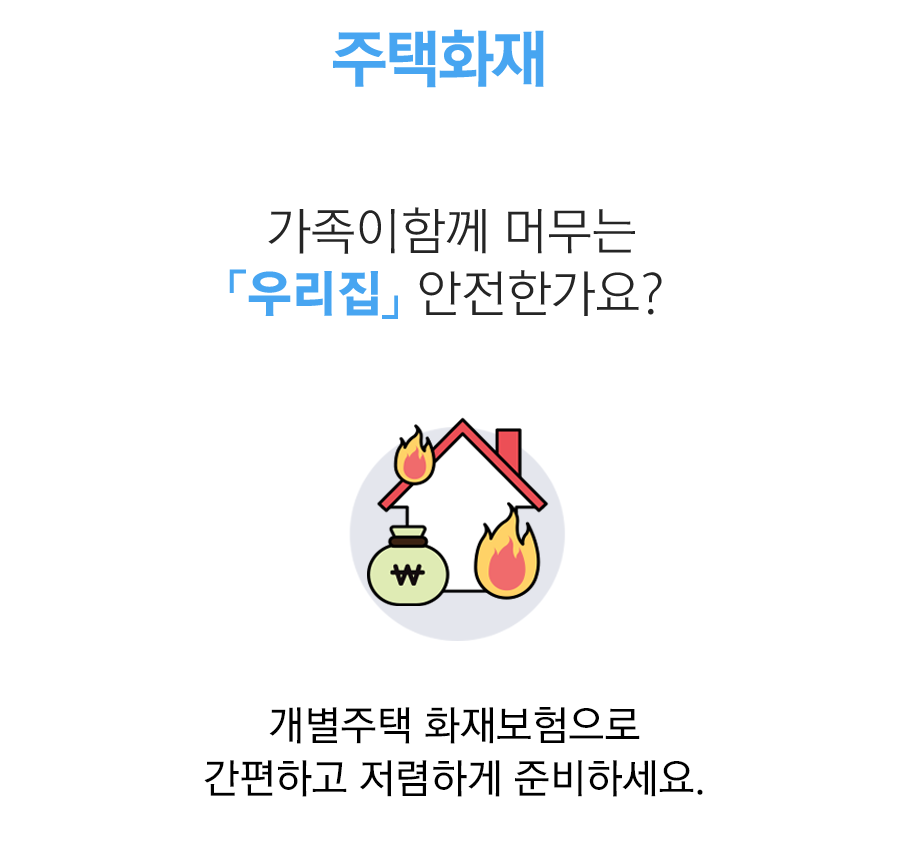 주택화재
가족이함께 머무는
「우리집」 안전한가요?
₩
개별주택 화재보험으로
간편하고 저렴하게 준비하세요.